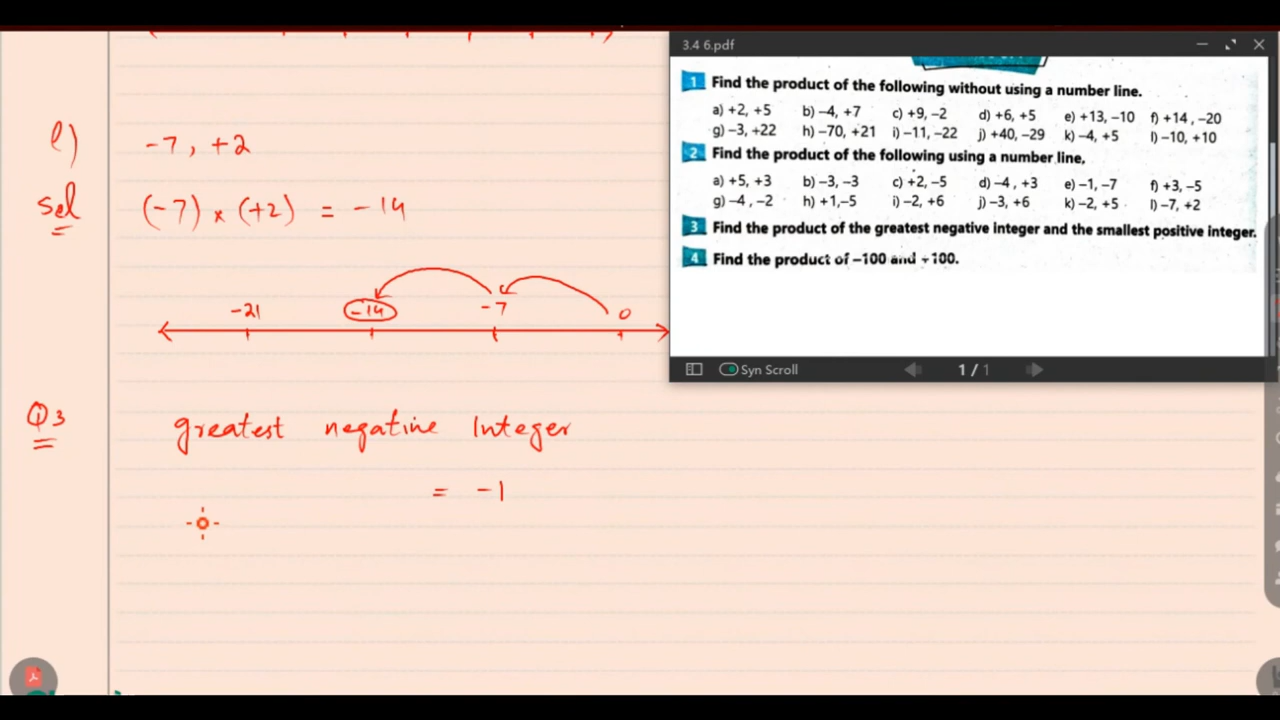 3.4 6.pdf
1 Find the product of the following without using a number line.
a) +2, +5 b) –4, +7 c) +9, –2 d) +6, +5 e) +13, –10 f) +14 , –20
g) –3, +22 h) –70, +21 i) –11, –22 j) +40, –29 k) –4, +5 l) –10, +10
2 Find the product of the following using a number line.
a) +5, +3 b) –3, –3 c) +2, –5 d) –4 , +3 e) –1, –7 f) +3, –5
g) –4 , –2 h) +1,–5 i) –2, +6 j) –3, +6 k) –2, +5 l) –7, +2
3 Find the product of the greatest negative integer and the smallest positive integer.
4 Find the product of –100 and +100.
Syn Scroll 1 / 1
l) -7, +2
Sol (-7) × (+2) = -14
-21 -14 -7 0
Q3 greatest negative Integer
= -1